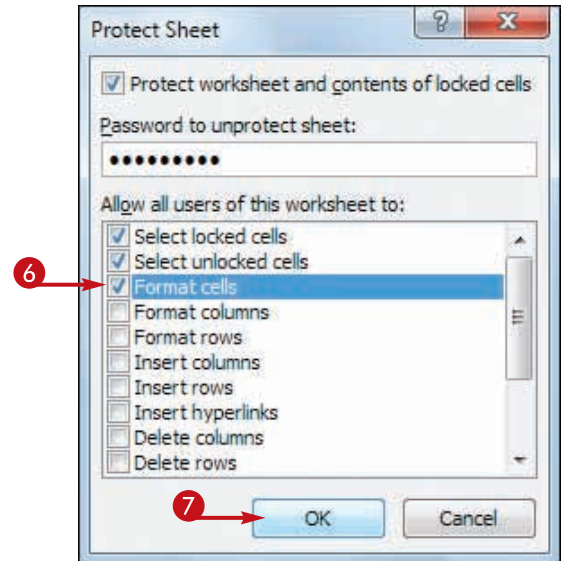 Protect Sheet
Protect worksheet and contents of locked cells
Password to unprotect sheet:
•••••••••
Allow all users of this worksheet to:
Select locked cells
Select unlocked cells
6 Format cells
Format columns
Format rows
Insert columns
Insert rows
Insert hyperlinks
Delete columns
Delete rows
7 OK Cancel